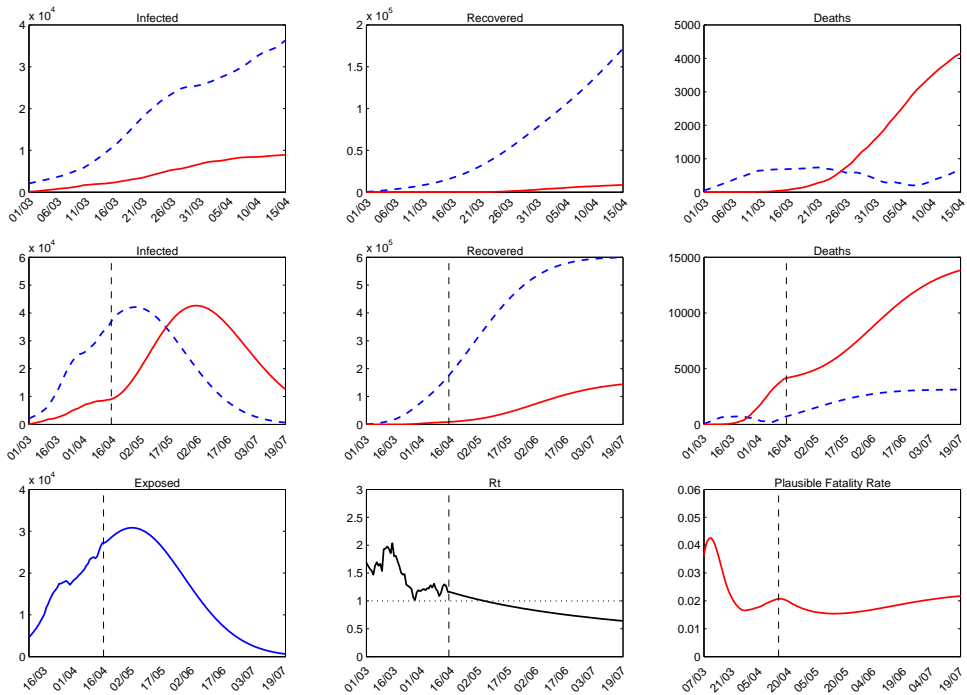 Infected
x 10^4
4
3
2
1
0
01/03 06/03 11/03 16/03 21/03 26/03 31/03 05/04 10/04 15/04
Recovered
x 10^5
2
1.5
1
0.5
0
01/03 06/03 11/03 16/03 21/03 26/03 31/03 05/04 10/04 15/04
Deaths
5000
4000
3000
2000
1000
0
01/03 06/03 11/03 16/03 21/03 26/03 31/03 05/04 10/04 15/04
Infected
x 10^4
6
5
4
3
2
1
0
01/03 16/03 01/04 16/04 02/05 17/05 02/06 17/06 03/07 19/07
Recovered
x 10^5
6
5
4
3
2
1
0
01/03 16/03 01/04 16/04 02/05 17/05 02/06 17/06 03/07 19/07
Deaths
15000
10000
5000
0
01/03 16/03 01/04 16/04 02/05 17/05 02/06 17/06 03/07 19/07
Exposed
x 10^4
4
3
2
1
0
16/03 01/04 16/04 02/05 17/05 02/06 17/06 03/07 19/07
Rt
3
2.5
2
1.5
1
0.5
0
01/03 16/03 01/04 16/04 02/05 17/05 02/06 17/06 03/07 19/07
Plausible Fatality Rate
0.06
0.05
0.04
0.03
0.02
0.01
0
07/03 21/03 05/04 20/04 05/05 20/05 04/06 19/06 04/07 19/07